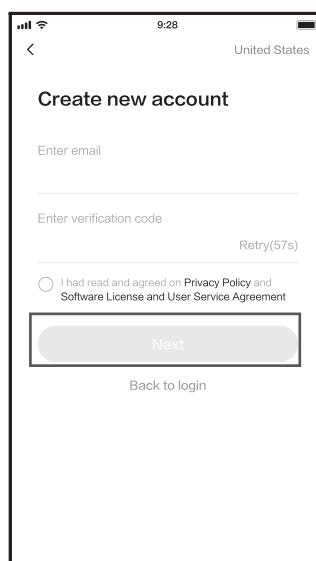 9:28
United States
Create new account
Enter email
Enter verification code
Retry(57s)
I had read and agreed on Privacy Policy and
Software License and User Service Agreement
Next
Back to login